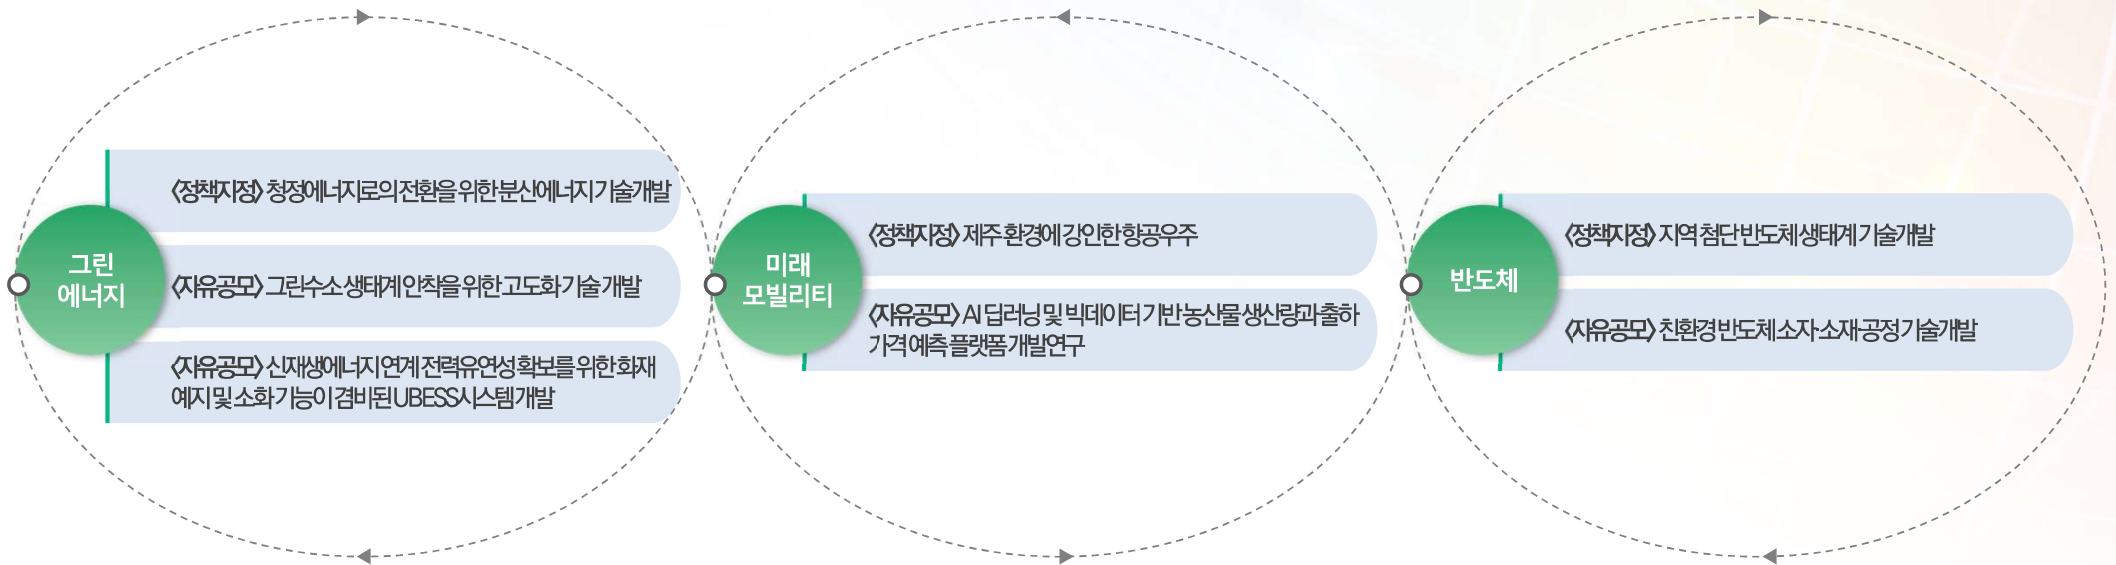 그린
에너지
〈정책지정〉 청정에너지로의 전환을 위한 분산에너지 기술개발
〈자유공모〉 그린수소 생태계 안착을 위한 고도화 기술 개발
〈자유공모〉 신재생에너지 연계 전력유연성 확보를 위한 화재
예지 및 소화 기능이 겸비된 UBESS시스템 개발
미래
모빌리티
〈정책지정〉 제주 환경에 강인한 항공우주
〈자유공모〉 AI 딥러닝 및 빅데이터 기반 농산물 생산량과 출하
가격 예측 플랫폼 개발연구
반도체
〈정책지정〉 지역 첨단 반도체 생태계 기술개발
〈자유공모〉 친환경 반도체 소자·소재·공정 기술개발